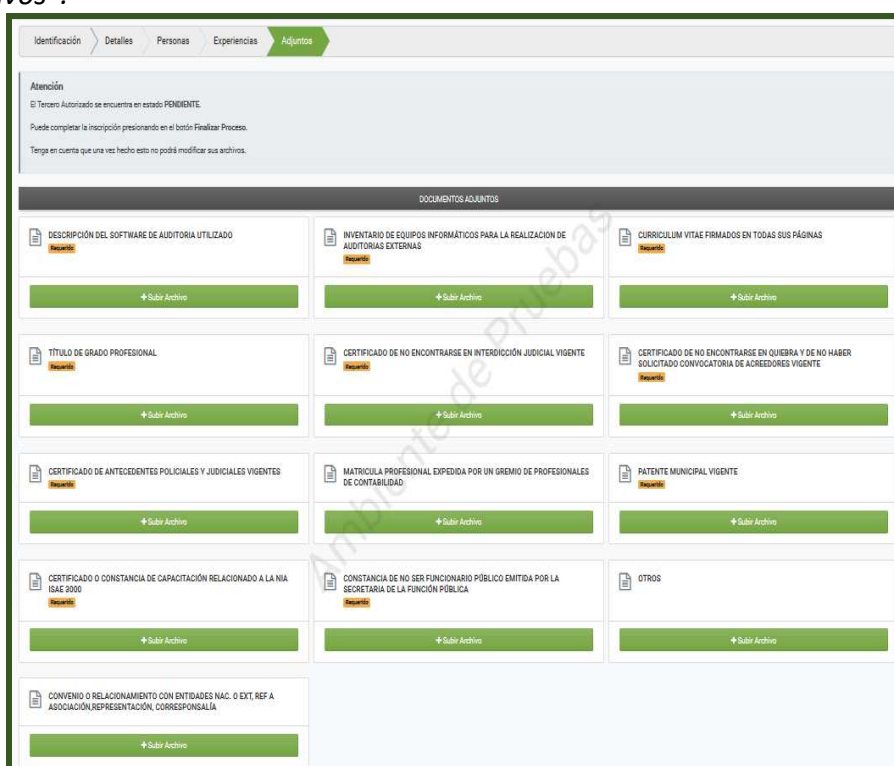 Identificación Detalles Personas Experiencias Adjuntos
Atención
El Tercero Autorizado se encuentra en estado PENDIENTE.
Puede completar la inscripción presionando en el botón Finalizar Proceso.
Tenga en cuenta que una vez hecho esto no podrá modificar sus archivos.
DOCUMENTOS ADJUNTOS
DESCRIPCIÓN DEL SOFTWARE DE AUDITORIA UTILIZADO
Requerido
+ Subir Archivo
INVENTARIO DE EQUIPOS INFORMÁTICOS PARA LA REALIZACION DE
AUDITORIAS EXTERNAS
Requerido
+ Subir Archivo
CURRICULUM VITAE FIRMADOS EN TODAS SUS PÁGINAS
Requerido
+ Subir Archivo
TÍTULO DE GRADO PROFESIONAL
Requerido
+ Subir Archivo
CERTIFICADO DE NO ENCONTRARSE EN INTERDICCIÓN JUDICIAL VIGENTE
Requerido
+ Subir Archivo
CERTIFICADO DE NO ENCONTRARSE EN QUIEBRA Y DE NO HABER
SOLICITADO CONVOCATORIA DE ACREEDORES VIGENTE
Requerido
+ Subir Archivo
CERTIFICADO DE ANTECEDENTES POLICIALES Y JUDICIALES VIGENTES
Requerido
+ Subir Archivo
MATRICULA PROFESIONAL EXPEDIDA POR UN GREMIO DE PROFESIONALES
DE CONTABILIDAD
+ Subir Archivo
PATENTE MUNICIPAL VIGENTE
Requerido
+ Subir Archivo
CERTIFICADO O CONSTANCIA DE CAPACITACIÓN RELACIONADO A LA NIA
ISAE 3000
Requerido
+ Subir Archivo
CONSTANCIA DE NO SER FUNCIONARIO PÚBLICO EMITIDA POR LA
SECRETARIA DE LA FUNCIÓN PÚBLICA
Requerido
+ Subir Archivo
OTROS
+ Subir Archivo
CONVENIO O RELACIONAMIENTO CON ENTIDADES NAC. O EXT, REF A
ASOCIACIÓN,REPRESENTACIÓN, CORRESPONSALÍA
+ Subir Archivo
Ambiente de Pruebas